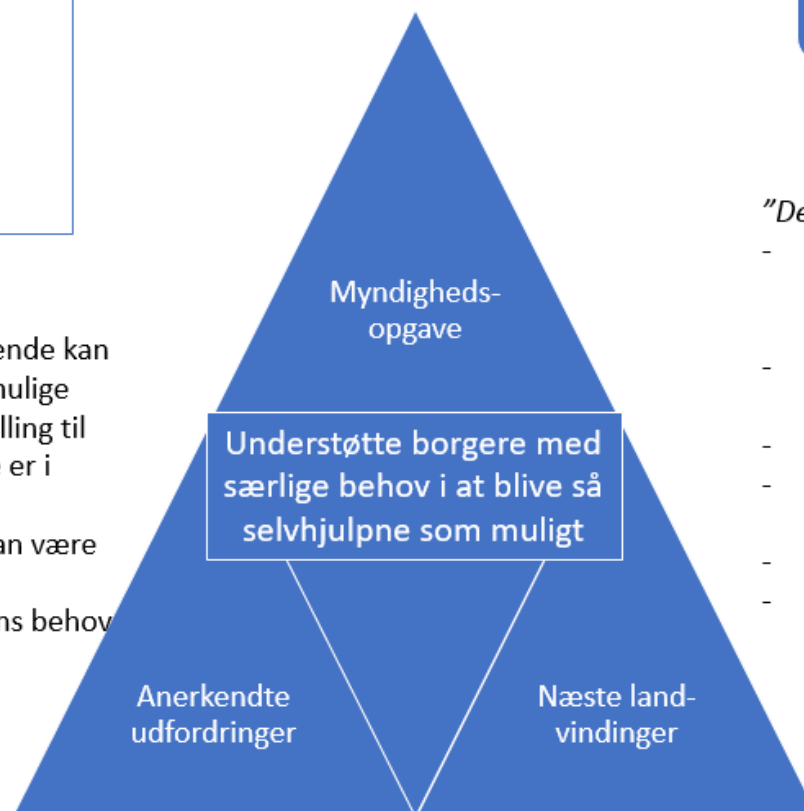 "De
-
-
-
-
-
-
ende kan
mulige
lling til
er i
an være
ns behov
Myndigheds-
opgave
Understøtte borgere med
særlige behov i at blive så
selvhjulpne som muligt
Anerkendte
udfordringer
Næste land-
vindinger